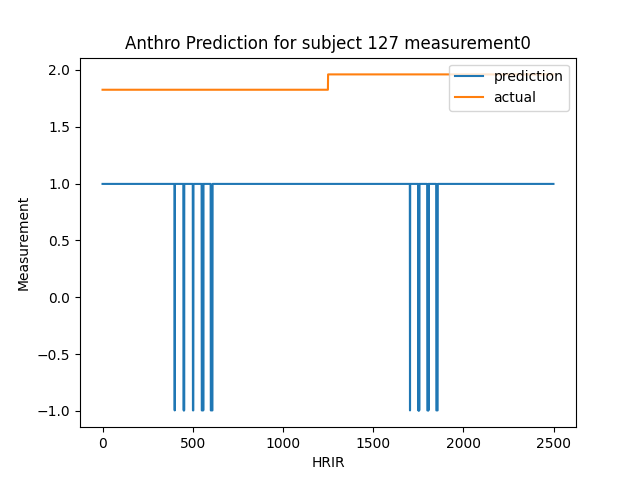 Anthro Prediction for subject 127 measurement0
2.0
1.5
1.0
0.5
0.0
−0.5
−1.0
Measurement
prediction
actual
0 500 1000 1500 2000 2500
HRIR